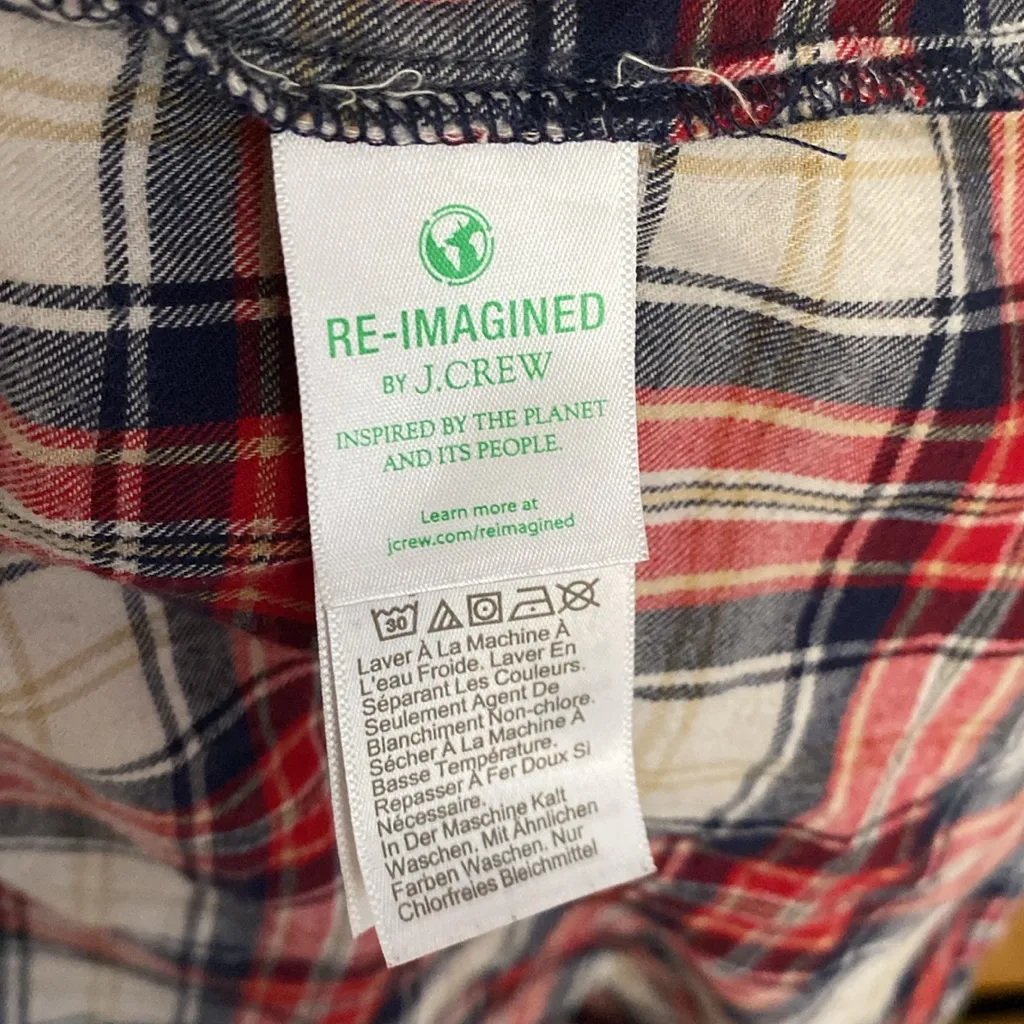 RE-IMAGINED
BY J.CREW
INSPIRED BY THE PLANET
AND ITS PEOPLE.
Learn more at
jcrew.com/reimagined
30
Laver À La Machine À
L'eau Froide. Laver En
Séparant Les Couleurs.
Seulement Agent De
Blanchiment Non-chlore.
Sécher À La Machine À
Basse Température.
Repasser À Fer Doux Si
Nécessaire.
In Der Maschine Kalt
Waschen. Mit Ähnlichen
Farben Waschen. Nur
Chlorfreies Bleichmittel